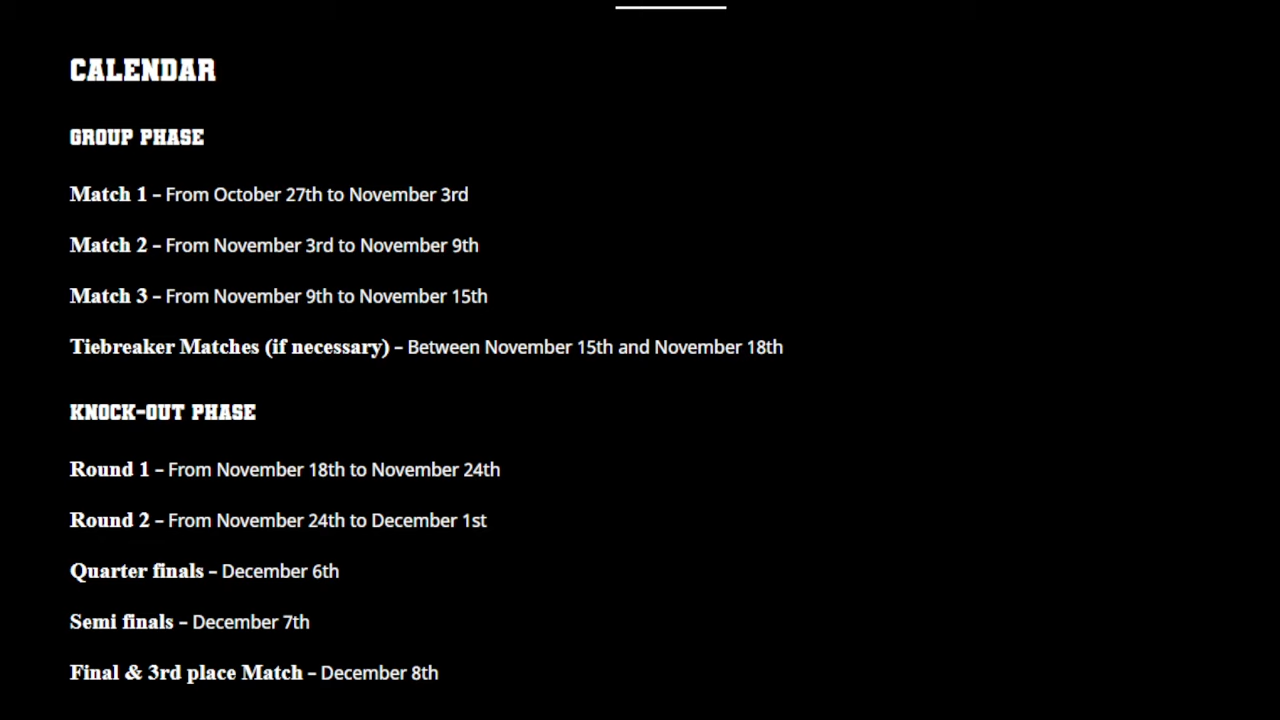 CALENDAR
GROUP PHASE
Match 1 – From October 27th to November 3rd
Match 2 – From November 3rd to November 9th
Match 3 – From November 9th to November 15th
Tiebreaker Matches (if necessary) – Between November 15th and November 18th
KNOCK-OUT PHASE
Round 1 – From November 18th to November 24th
Round 2 – From November 24th to December 1st
Quarter finals – December 6th
Semi finals – December 7th
Final & 3rd place Match – December 8th